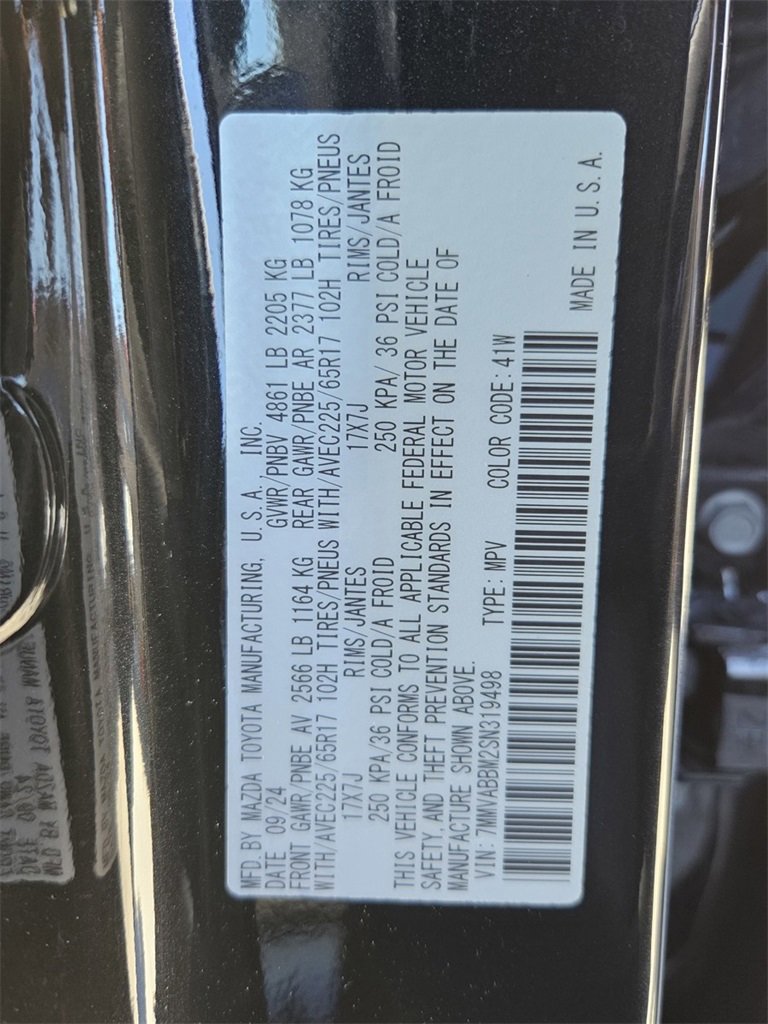 MFD. BY MAZDA TOYOTA MANUFACTURING, U.S.A. INC.
DATE 09/24 GVWR/PNBV 4861 LB 2205 KG
FRONT GAWR/PNBE AV 2566 LB 1164 KG REAR GAWR/PNBE AR 2377 LB 1078 KG
WITH/AVEC225/65R17 102H TIRES/PNEUS WITH/AVEC225/65R17 102H TIRES/PNEUS
17X7J RIMS/JANTES 17X7J RIMS/JANTES
250 KPA/36 PSI COLD/A FROID 250 KPA/ 36 PSI COLD/A FROID
THIS VEHICLE CONFORMS TO ALL APPLICABLE FEDERAL MOTOR VEHICLE
SAFETY, AND THEFT PREVENTION STANDARDS IN EFFECT ON THE DATE OF
MANUFACTURE SHOWN ABOVE.
VIN: 7MMVABBM2SN319498 TYPE: MPV COLOR CODE: 41W
MADE IN U.S.A.